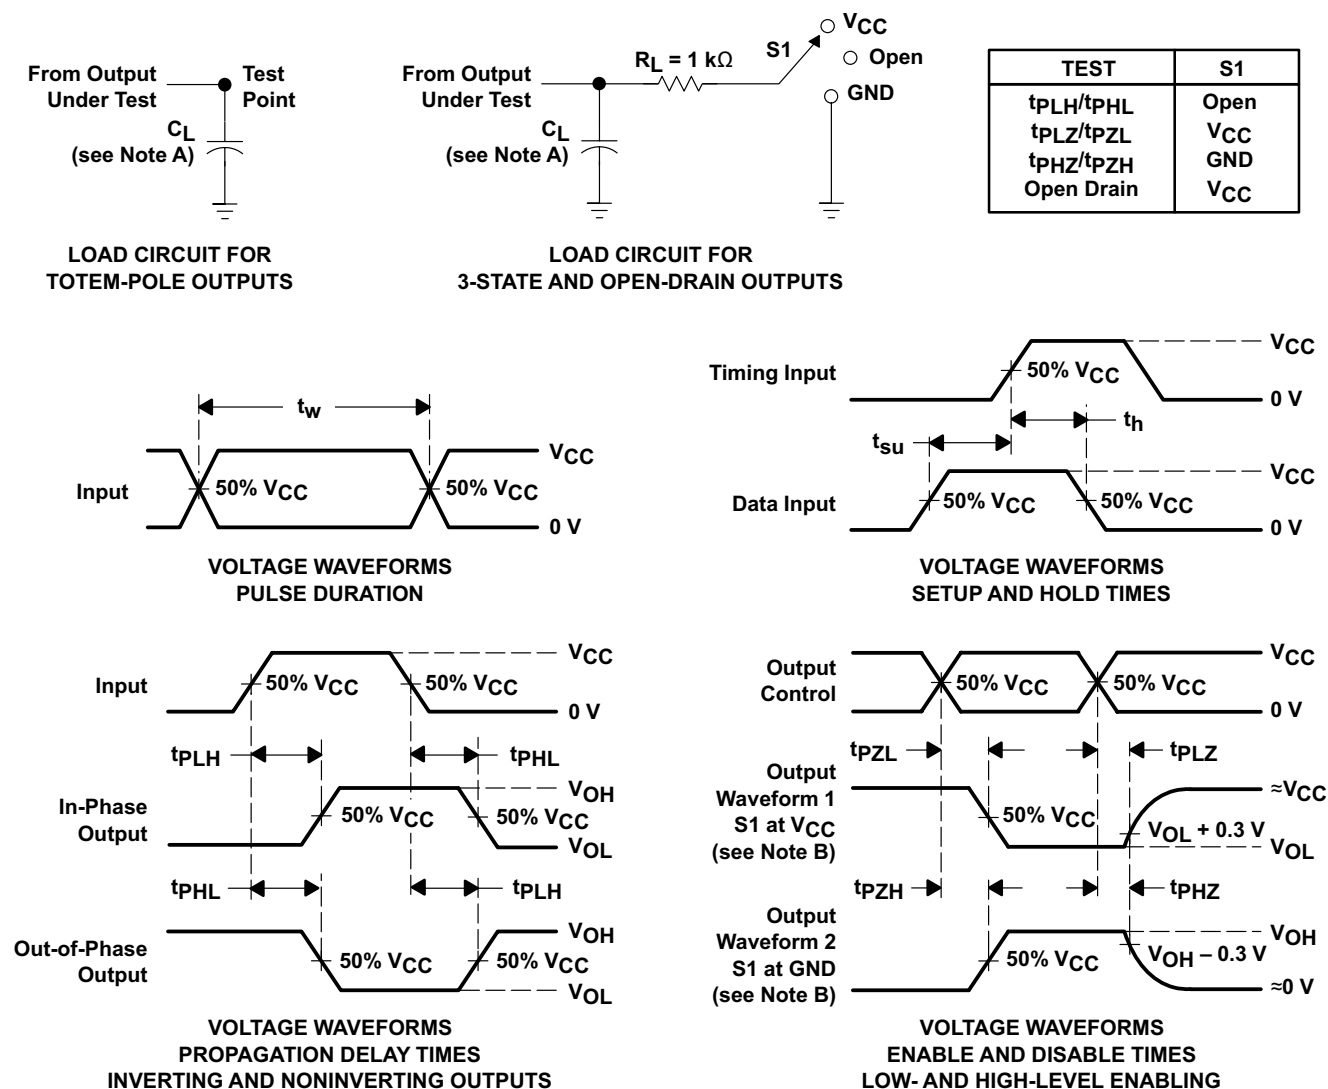 From Output
Under Test
Test
Point
CL
(see Note A)
LOAD CIRCUIT FOR
TOTEM-POLE OUTPUTS
From Output
Under Test
RL = 1 kΩ
S1
VCC
Open
GND
CL
(see Note A)
LOAD CIRCUIT FOR
3-STATE AND OPEN-DRAIN OUTPUTS
TEST S1
tPLH/tPHL Open
tPLZ/tPZL VCC
tPHZ/tPZH GND
Open Drain VCC
tw
Input
50% VCC
50% VCC
VCC
0 V
VOLTAGE WAVEFORMS
PULSE DURATION
Timing Input
50% VCC
VCC
0 V
th
tsu
Data Input
50% VCC
50% VCC
VCC
0 V
VOLTAGE WAVEFORMS
SETUP AND HOLD TIMES
Input
50% VCC
50% VCC
VCC
0 V
tPLH
tPHL
In-Phase
Output
50% VCC
50% VCC
VOH
VOL
tPHL
tPLH
Out-of-Phase
Output
50% VCC
50% VCC
VOH
VOL
VOLTAGE WAVEFORMS
PROPAGATION DELAY TIMES
INVERTING AND NONINVERTING OUTPUTS
Output
Control
50% VCC
50% VCC
VCC
0 V
tPZL
tPLZ
Output
Waveform 1
S1 at VCC
(see Note B)
50% VCC
VOL + 0.3 V
≈VCC
VOL
tPZH
tPHZ
Output
Waveform 2
S1 at GND
(see Note B)
50% VCC
VOH – 0.3 V
VOH
≈0 V
VOLTAGE WAVEFORMS
ENABLE AND DISABLE TIMES
LOW- AND HIGH-LEVEL ENABLING